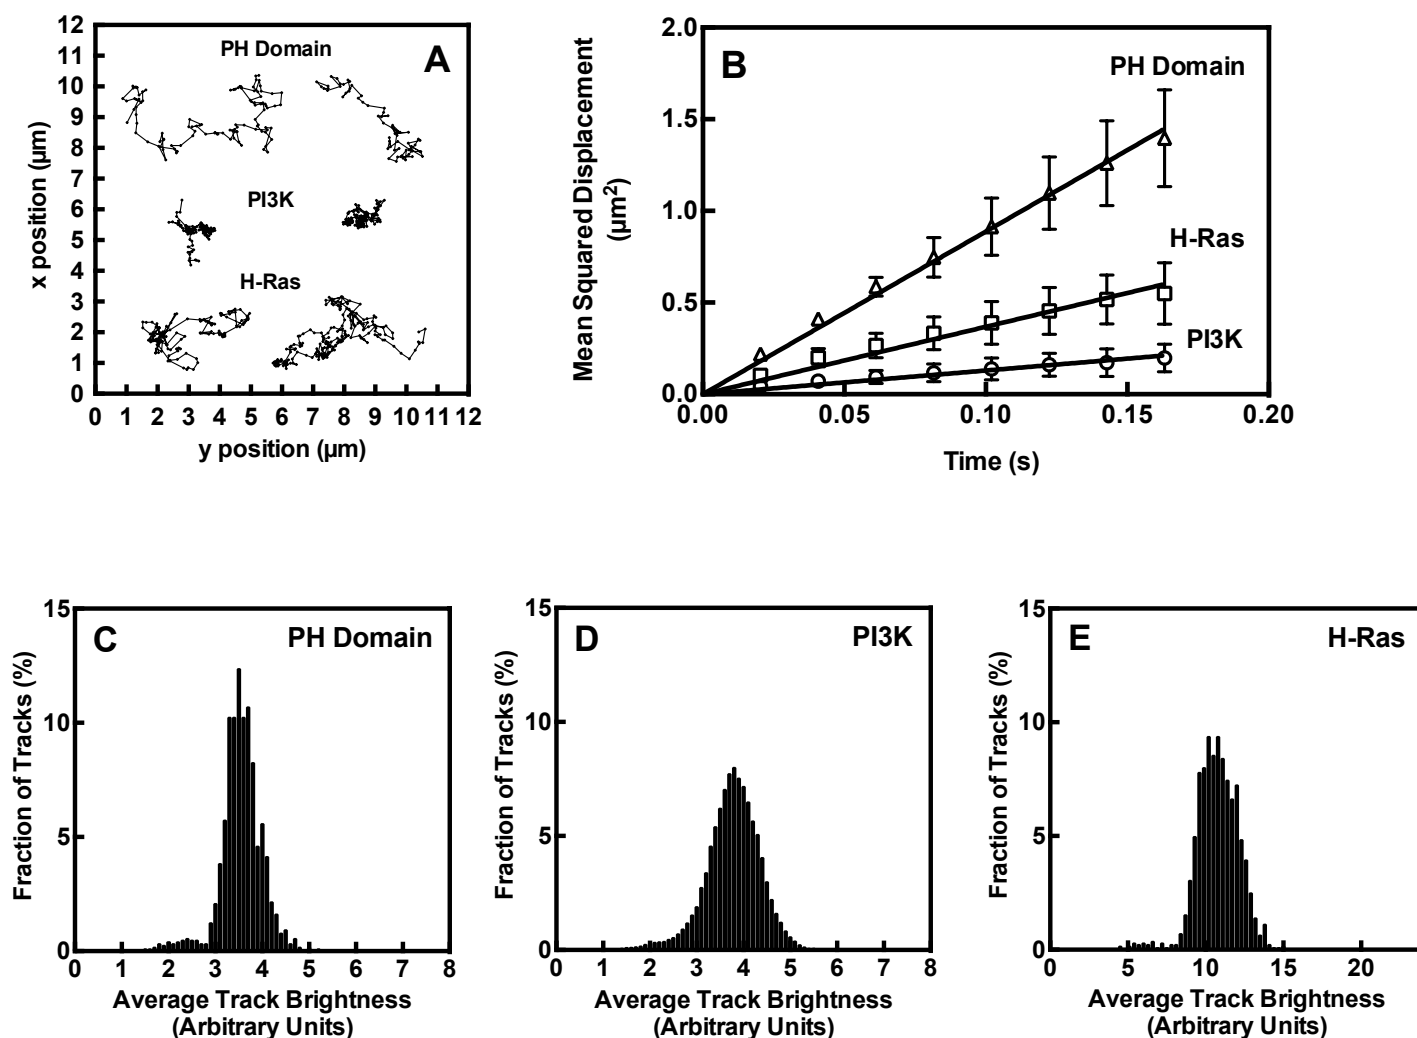 A
PH Domain
PI3K
H-Ras
12
11
10
9
8
7
6
5
4
3
2
1
0
x position (µm)
0 1 2 3 4 5 6 7 8 9 10 11 12
y position (µm)
B
PH Domain
H-Ras
PI3K
2.0
1.5
1.0
0.5
0.0
Mean Squared Displacement
(µm²)
0.00 0.05 0.10 0.15 0.20
Time (s)
C
PH Domain
15
10
5
0
Fraction of Tracks (%)
0 1 2 3 4 5 6 7 8
Average Track Brightness
(Arbitrary Units)
D
PI3K
15
10
5
0
Fraction of Tracks (%)
0 1 2 3 4 5 6 7 8
Average Track Brightness
(Arbitrary Units)
E
H-Ras
15
10
5
0
Fraction of Tracks (%)
0 5 10 15 20
Average Track Brightness
(Arbitrary Units)